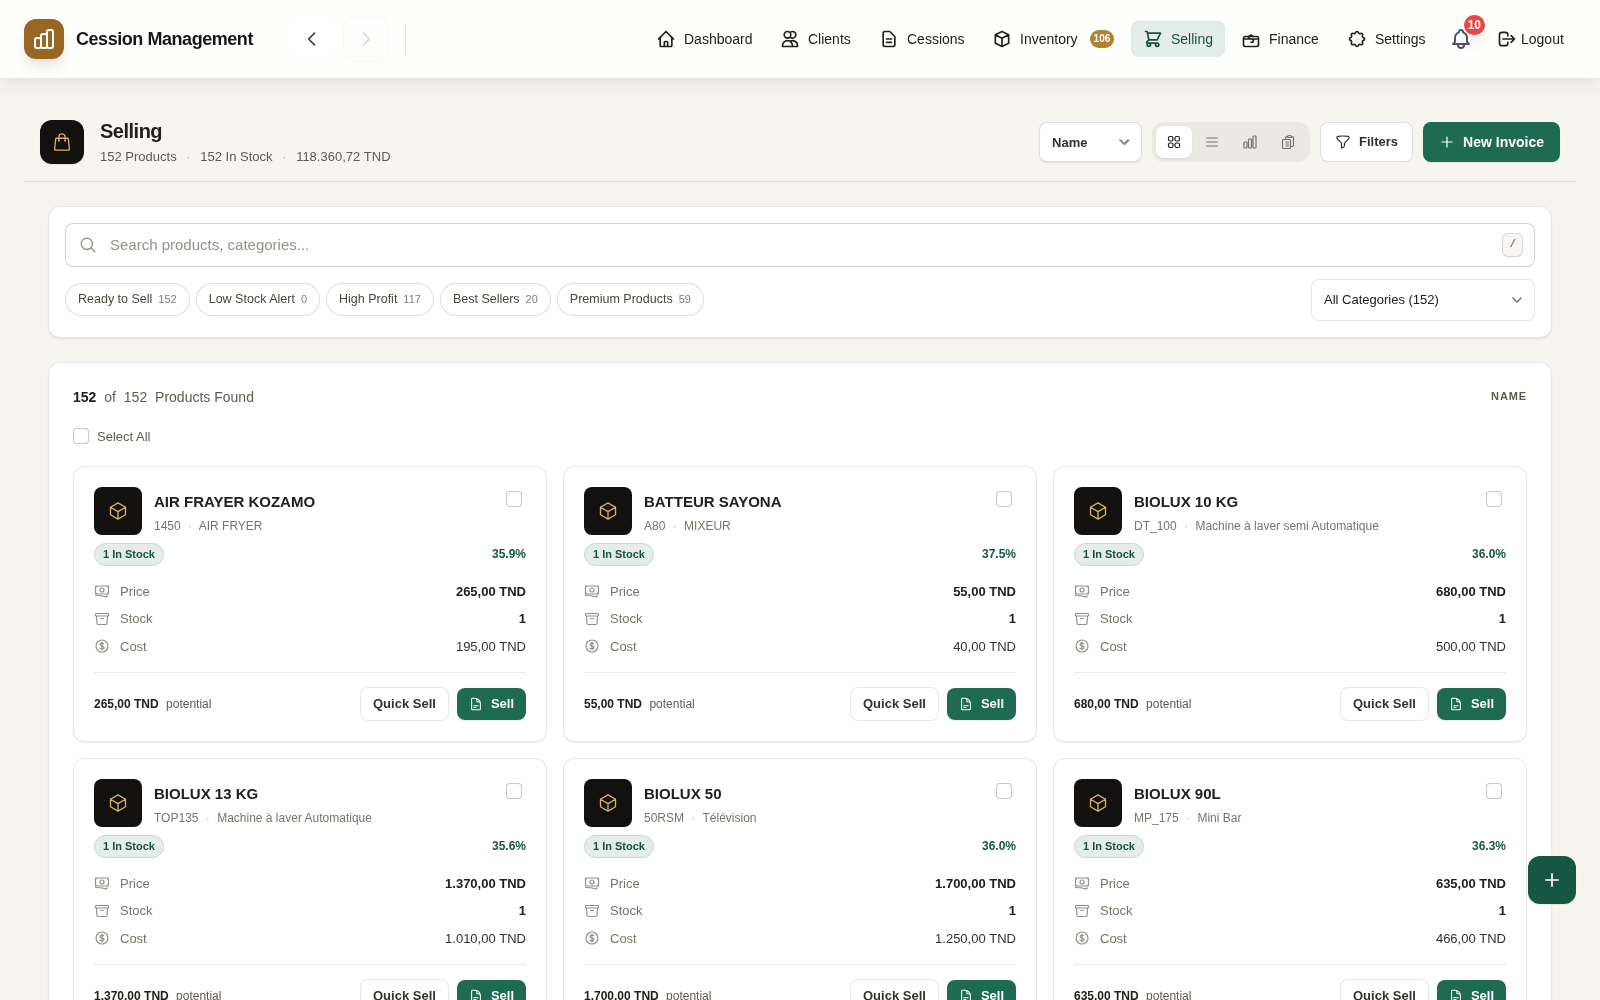 Cession Management
Dashboard
Clients
Cessions
Inventory 106
Selling
Finance
Settings
10
Logout
Selling
152 Products · 152 In Stock · 118.360,72 TND
Name
Filters
New Invoice
Search products, categories...
/
Ready to Sell 152
Low Stock Alert 0
High Profit 117
Best Sellers 20
Premium Products 59
All Categories (152)
152 of 152 Products Found
NAME
Select All
AIR FRAYER KOZAMO
1450 · AIR FRYER
1 In Stock
35.9%
Price 265,00 TND
Stock 1
Cost 195,00 TND
265,00 TND potential
Quick Sell
Sell
BATTEUR SAYONA
A80 · MIXEUR
1 In Stock
37.5%
Price 55,00 TND
Stock 1
Cost 40,00 TND
55,00 TND potential
Quick Sell
Sell
BIOLUX 10 KG
DT_100 · Machine à laver semi Automatique
1 In Stock
36.0%
Price 680,00 TND
Stock 1
Cost 500,00 TND
680,00 TND potential
Quick Sell
Sell
BIOLUX 13 KG
TOP135 · Machine à laver Automatique
1 In Stock
35.6%
Price 1.370,00 TND
Stock 1
Cost 1.010,00 TND
1.370,00 TND potential
Quick Sell
Sell
BIOLUX 50
50RSM · Télévision
1 In Stock
36.0%
Price 1.700,00 TND
Stock 1
Cost 1.250,00 TND
1.700,00 TND potential
Quick Sell
Sell
BIOLUX 90L
MP_175 · Mini Bar
1 In Stock
36.3%
Price 635,00 TND
Stock 1
Cost 466,00 TND
635,00 TND potential
Quick Sell
Sell